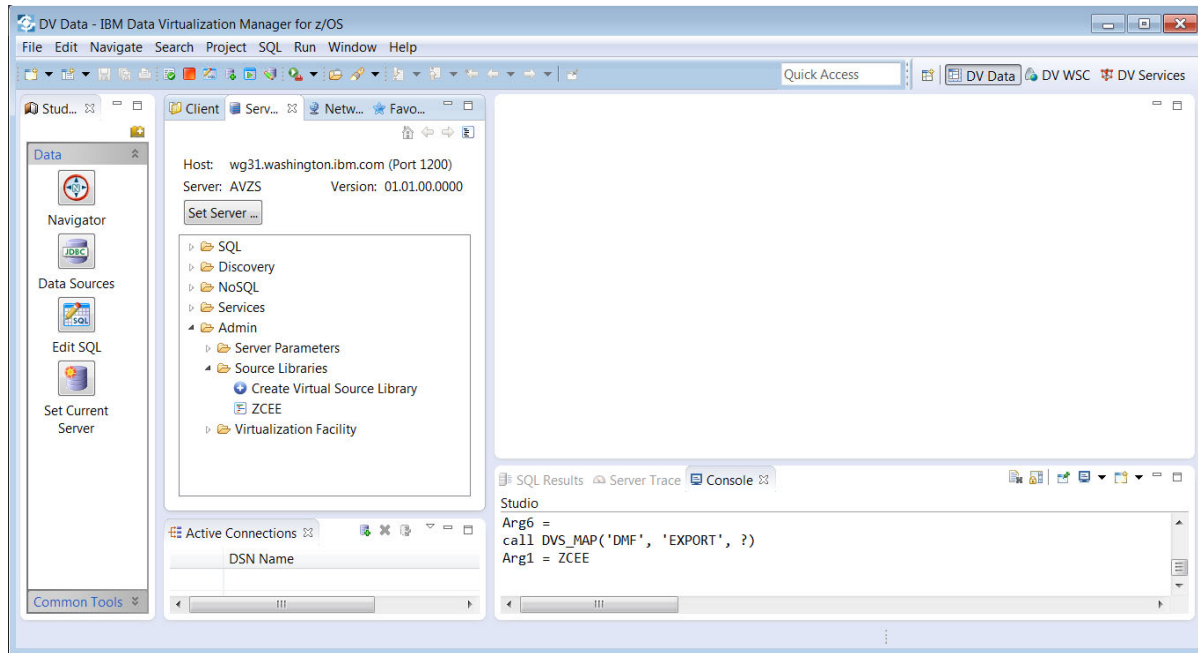 DV Data - IBM Data Virtualization Manager for z/OS
File Edit Navigate Search Project SQL Run Window Help
Quick Access
DV Data
DV WSC
DV Services
Stud...
Data
Navigator
JDBC
Data Sources
SQL
Edit SQL
Set Current
Server
Common Tools
Client
Serv...
Netw...
Favo...
Host: wg31.washington.ibm.com (Port 1200)
Server: AVZS Version: 01.01.00.0000
Set Server ...
SQL
Discovery
NoSQL
Services
Admin
Server Parameters
Source Libraries
Create Virtual Source Library
ZCEE
Virtualization Facility
Active Connections
DSN Name
SQL Results
Server Trace
Console
Studio
Arg6 =
call DVS_MAP('DMF', 'EXPORT', ?)
Arg1 = ZCEE